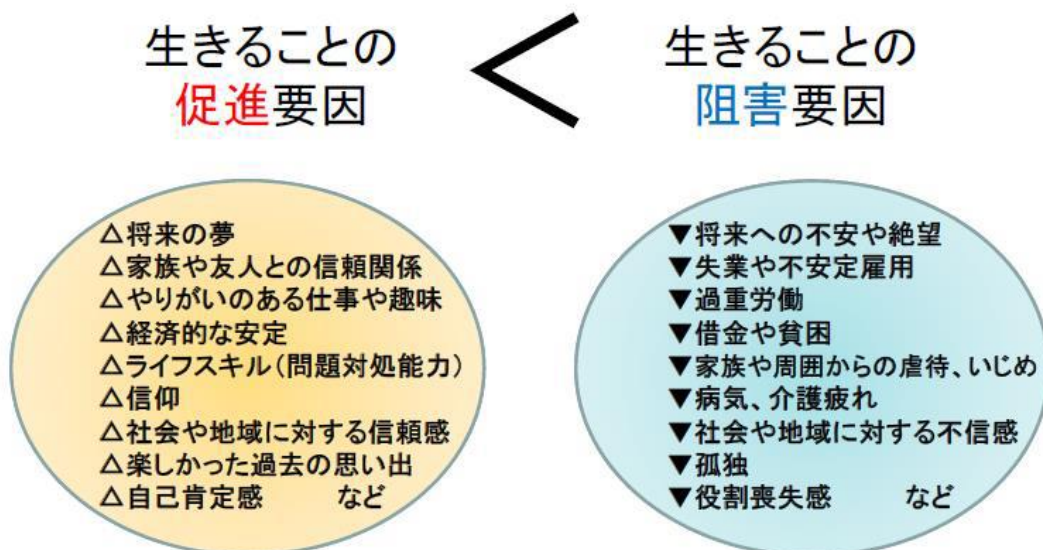 生きることの
促進要因
<
生きることの
阻害要因
△将来の夢
△家族や友人との信頼関係
△やりがいのある仕事や趣味
△経済的な安定
△ライフスキル(問題対処能力)
△信仰
△社会や地域に対する信頼感
△楽しかった過去の思い出
△自己肯定感 など
▼将来への不安や絶望
▼失業や不安定雇用
▼過重労働
▼借金や貧困
▼家族や周囲からの虐待、いじめ
▼病気、介護疲れ
▼社会や地域に対する不信感
▼孤独
▼役割喪失感 など